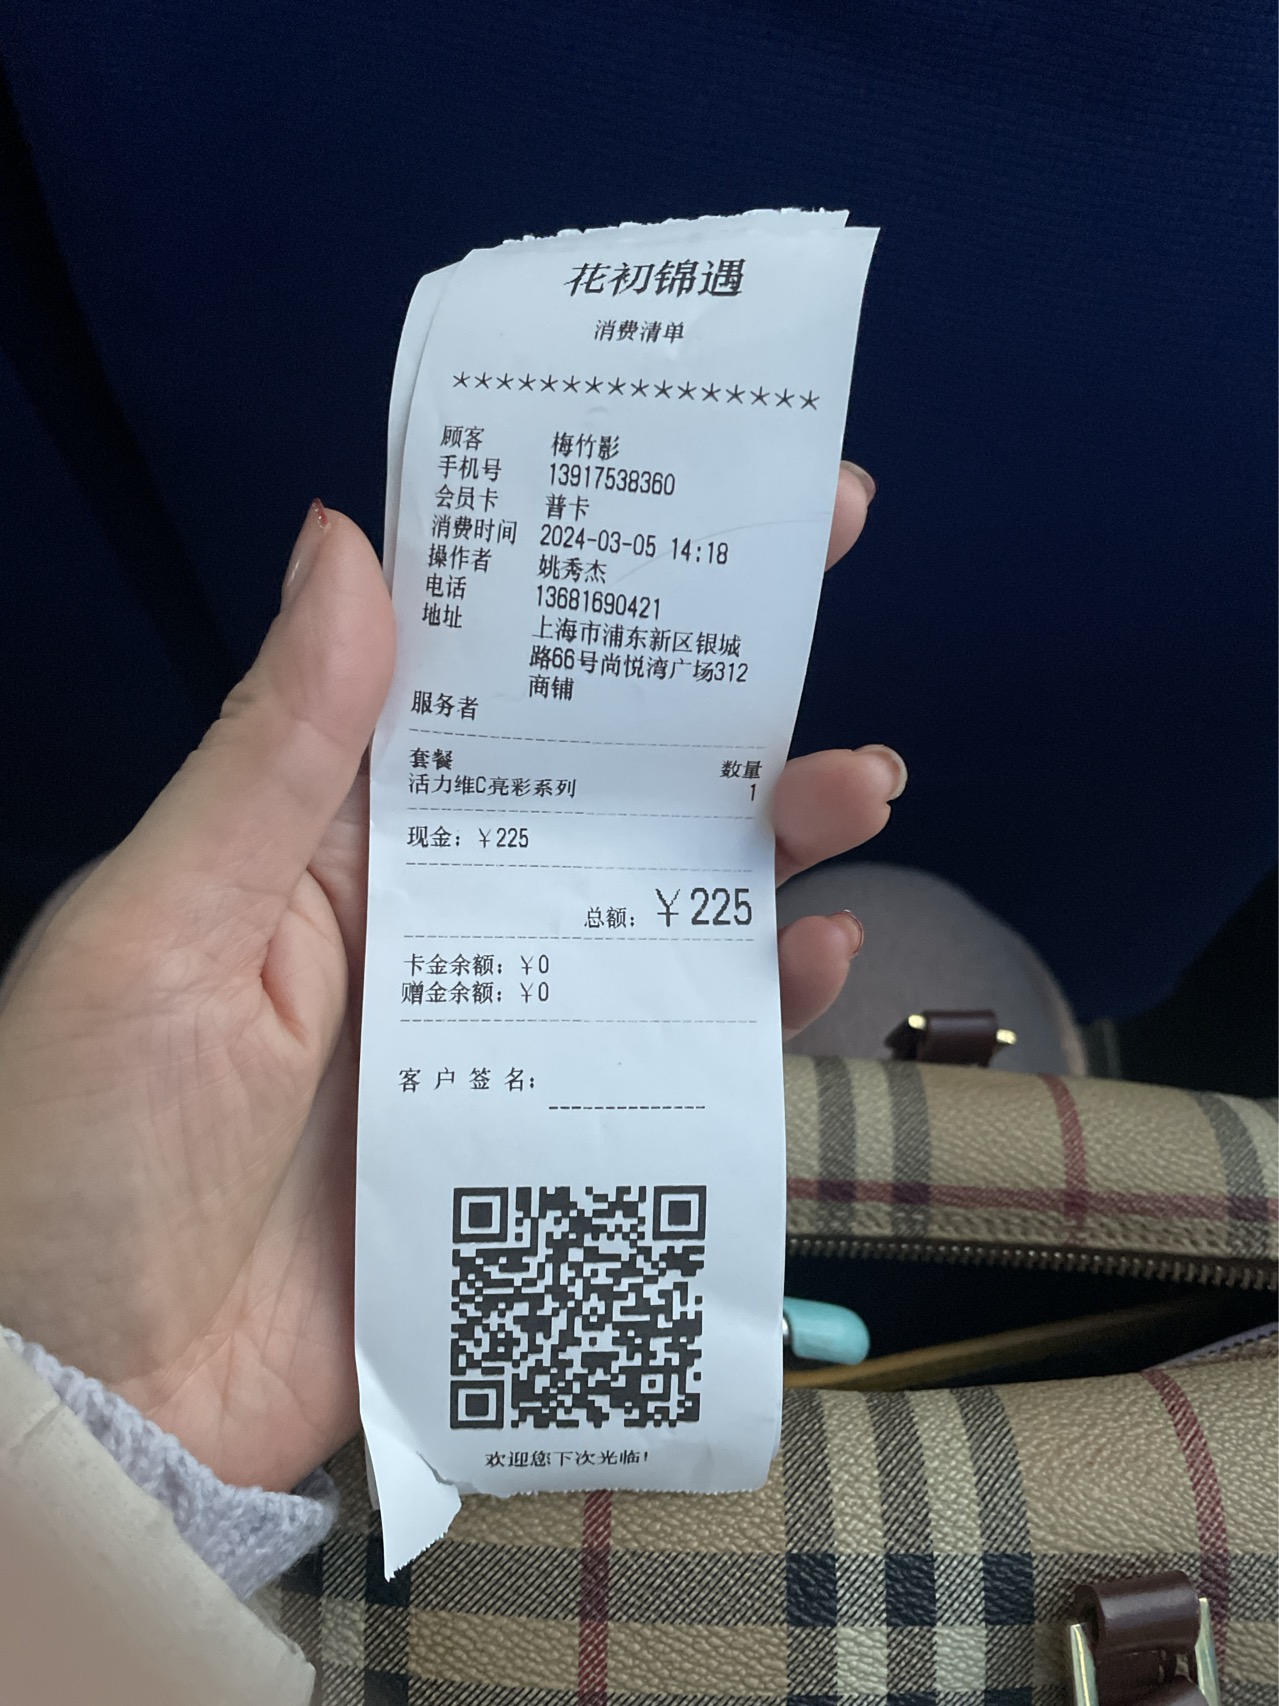 花初锦遇
消费清单
***************
顾客 梅竹影
手机号 13917538360
会员卡 普卡
消费时间 2024-03-05 14:18
操作者 姚秀杰
电话 13681690421
地址 上海市浦东新区银城
路66号尚悦湾广场312
商铺
服务者
套餐 数量
活力维C亮彩系列 1
现金：￥225
总额：￥225
卡金余额：￥0
赠金余额：￥0
客户签名：
欢迎您下次光临！